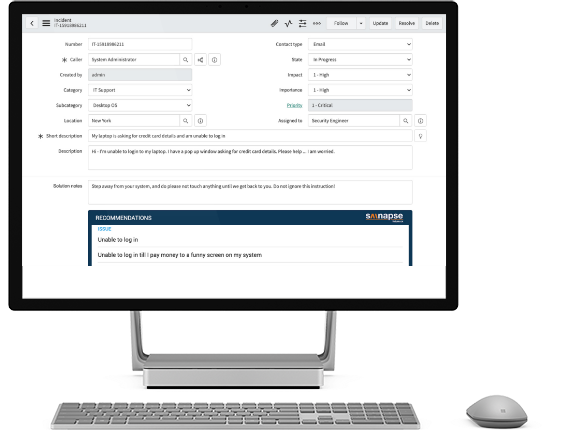 Incident
IT-15918986211
Follow
Update
Resolve
Delete
Number
IT-15918986211
Contact type
Email
Caller
System Administrator
State
In Progress
Created by
admin
Impact
1 - High
Category
IT Support
Importance
1 - High
Subcategory
Desktop OS
Priority
1 - Critical
Location
New York
Assigned to
Security Engineer
Short description
My laptop is asking for credit card details and am unable to log in
Description
Hi - I'm unable to login to my laptop. I have a pop up window asking for credit card details. Please help ... I am worried.
Solution notes
Step away from your system, and do please not touch anything until we get back to you. Do not ignore this instruction!
RECOMMENDATIONS
smnapse
ISSUE
Unable to log in
Unable to log in till I pay money to a funny screen on my system